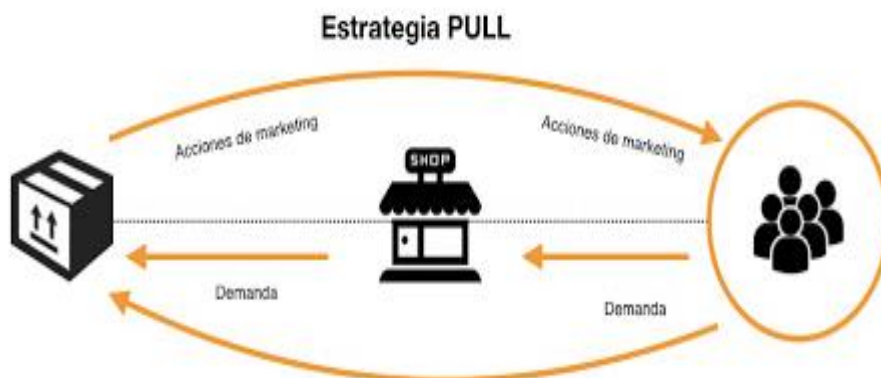 Estrategia PULL
Acciones de marketing
Acciones de marketing
SHOP
Demanda
Demanda